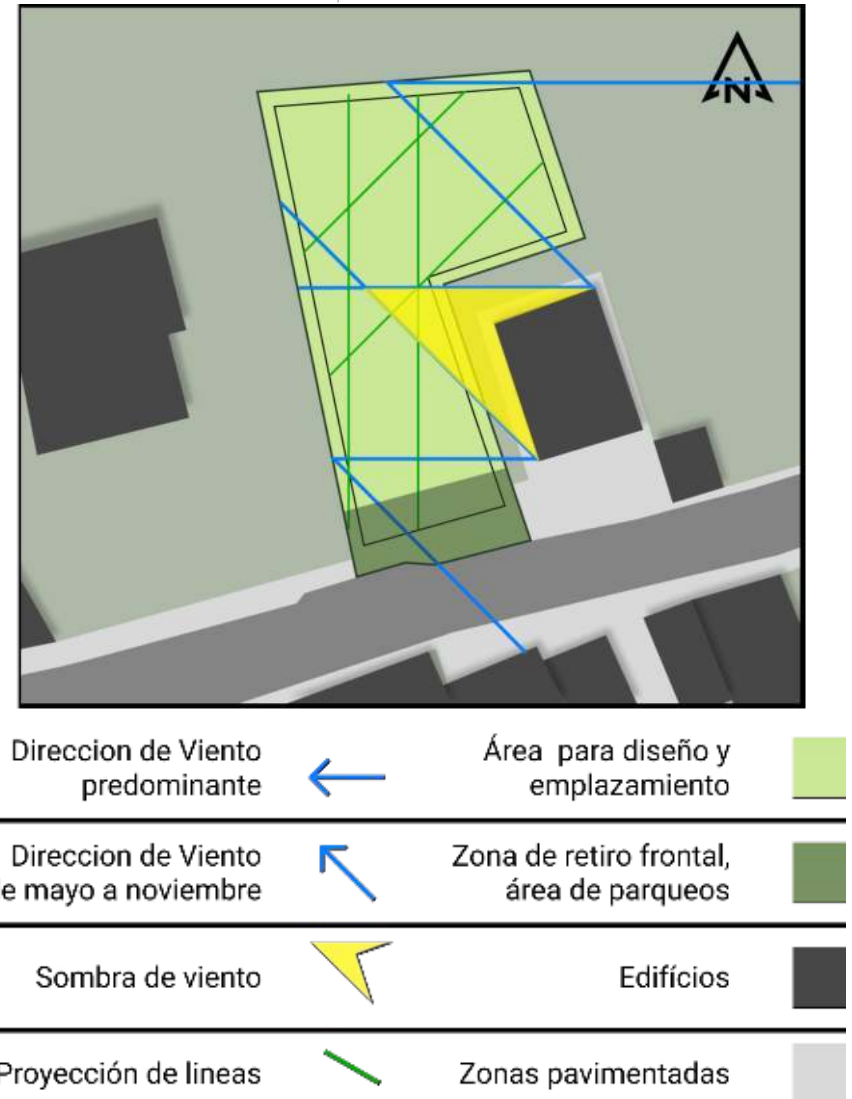 N
Direccion de Viento
predominante
Área para diseño y
emplazamiento
Direccion de Viento
de mayo a noviembre
Zona de retiro frontal,
área de parqueos
Sombra de viento
Edifícios
Proyección de lineas
Zonas pavimentadas